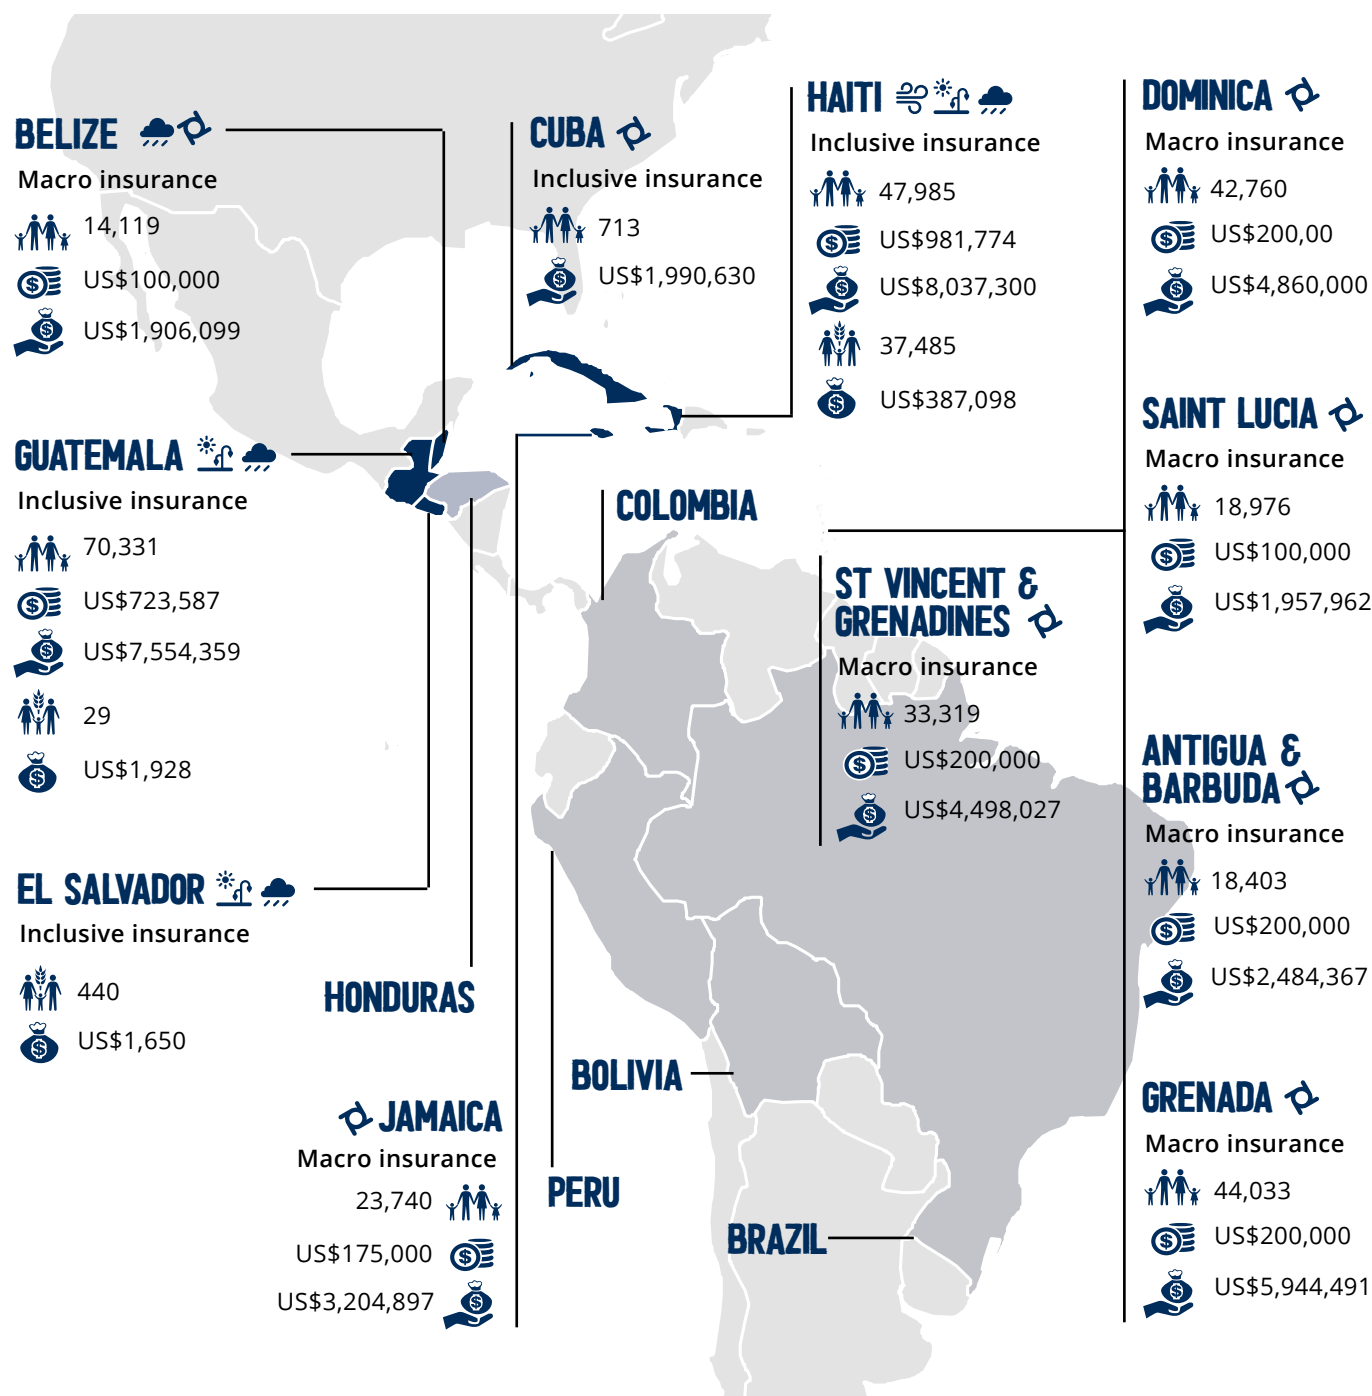 BELIZE
Macro insurance
14,119
US$100,000
US$1,906,099
GUATEMALA
Inclusive insurance
70,331
US$723,587
US$7,554,359
29
US$1,928
EL SALVADOR
Inclusive insurance
440
US$1,650
HONDURAS
JAMAICA
Macro insurance
23,740
US$175,000
US$3,204,897
CUBA
Inclusive insurance
713
US$1,990,630
HAITI
Inclusive insurance
47,985
US$981,774
US$8,037,300
37,485
US$387,098
COLOMBIA
ST VINCENT &
GRENADINES
Macro insurance
33,319
US$200,000
US$4,498,027
BOLIVIA
PERU
BRAZIL
DOMINICA
Macro insurance
42,760
US$200,00
US$4,860,000
SAINT LUCIA
Macro insurance
18,976
US$100,000
US$1,957,962
ANTIGUA &
BARBUDA
Macro insurance
18,403
US$200,000
US$2,484,367
GRENADA
Macro insurance
44,033
US$200,000
US$5,944,491